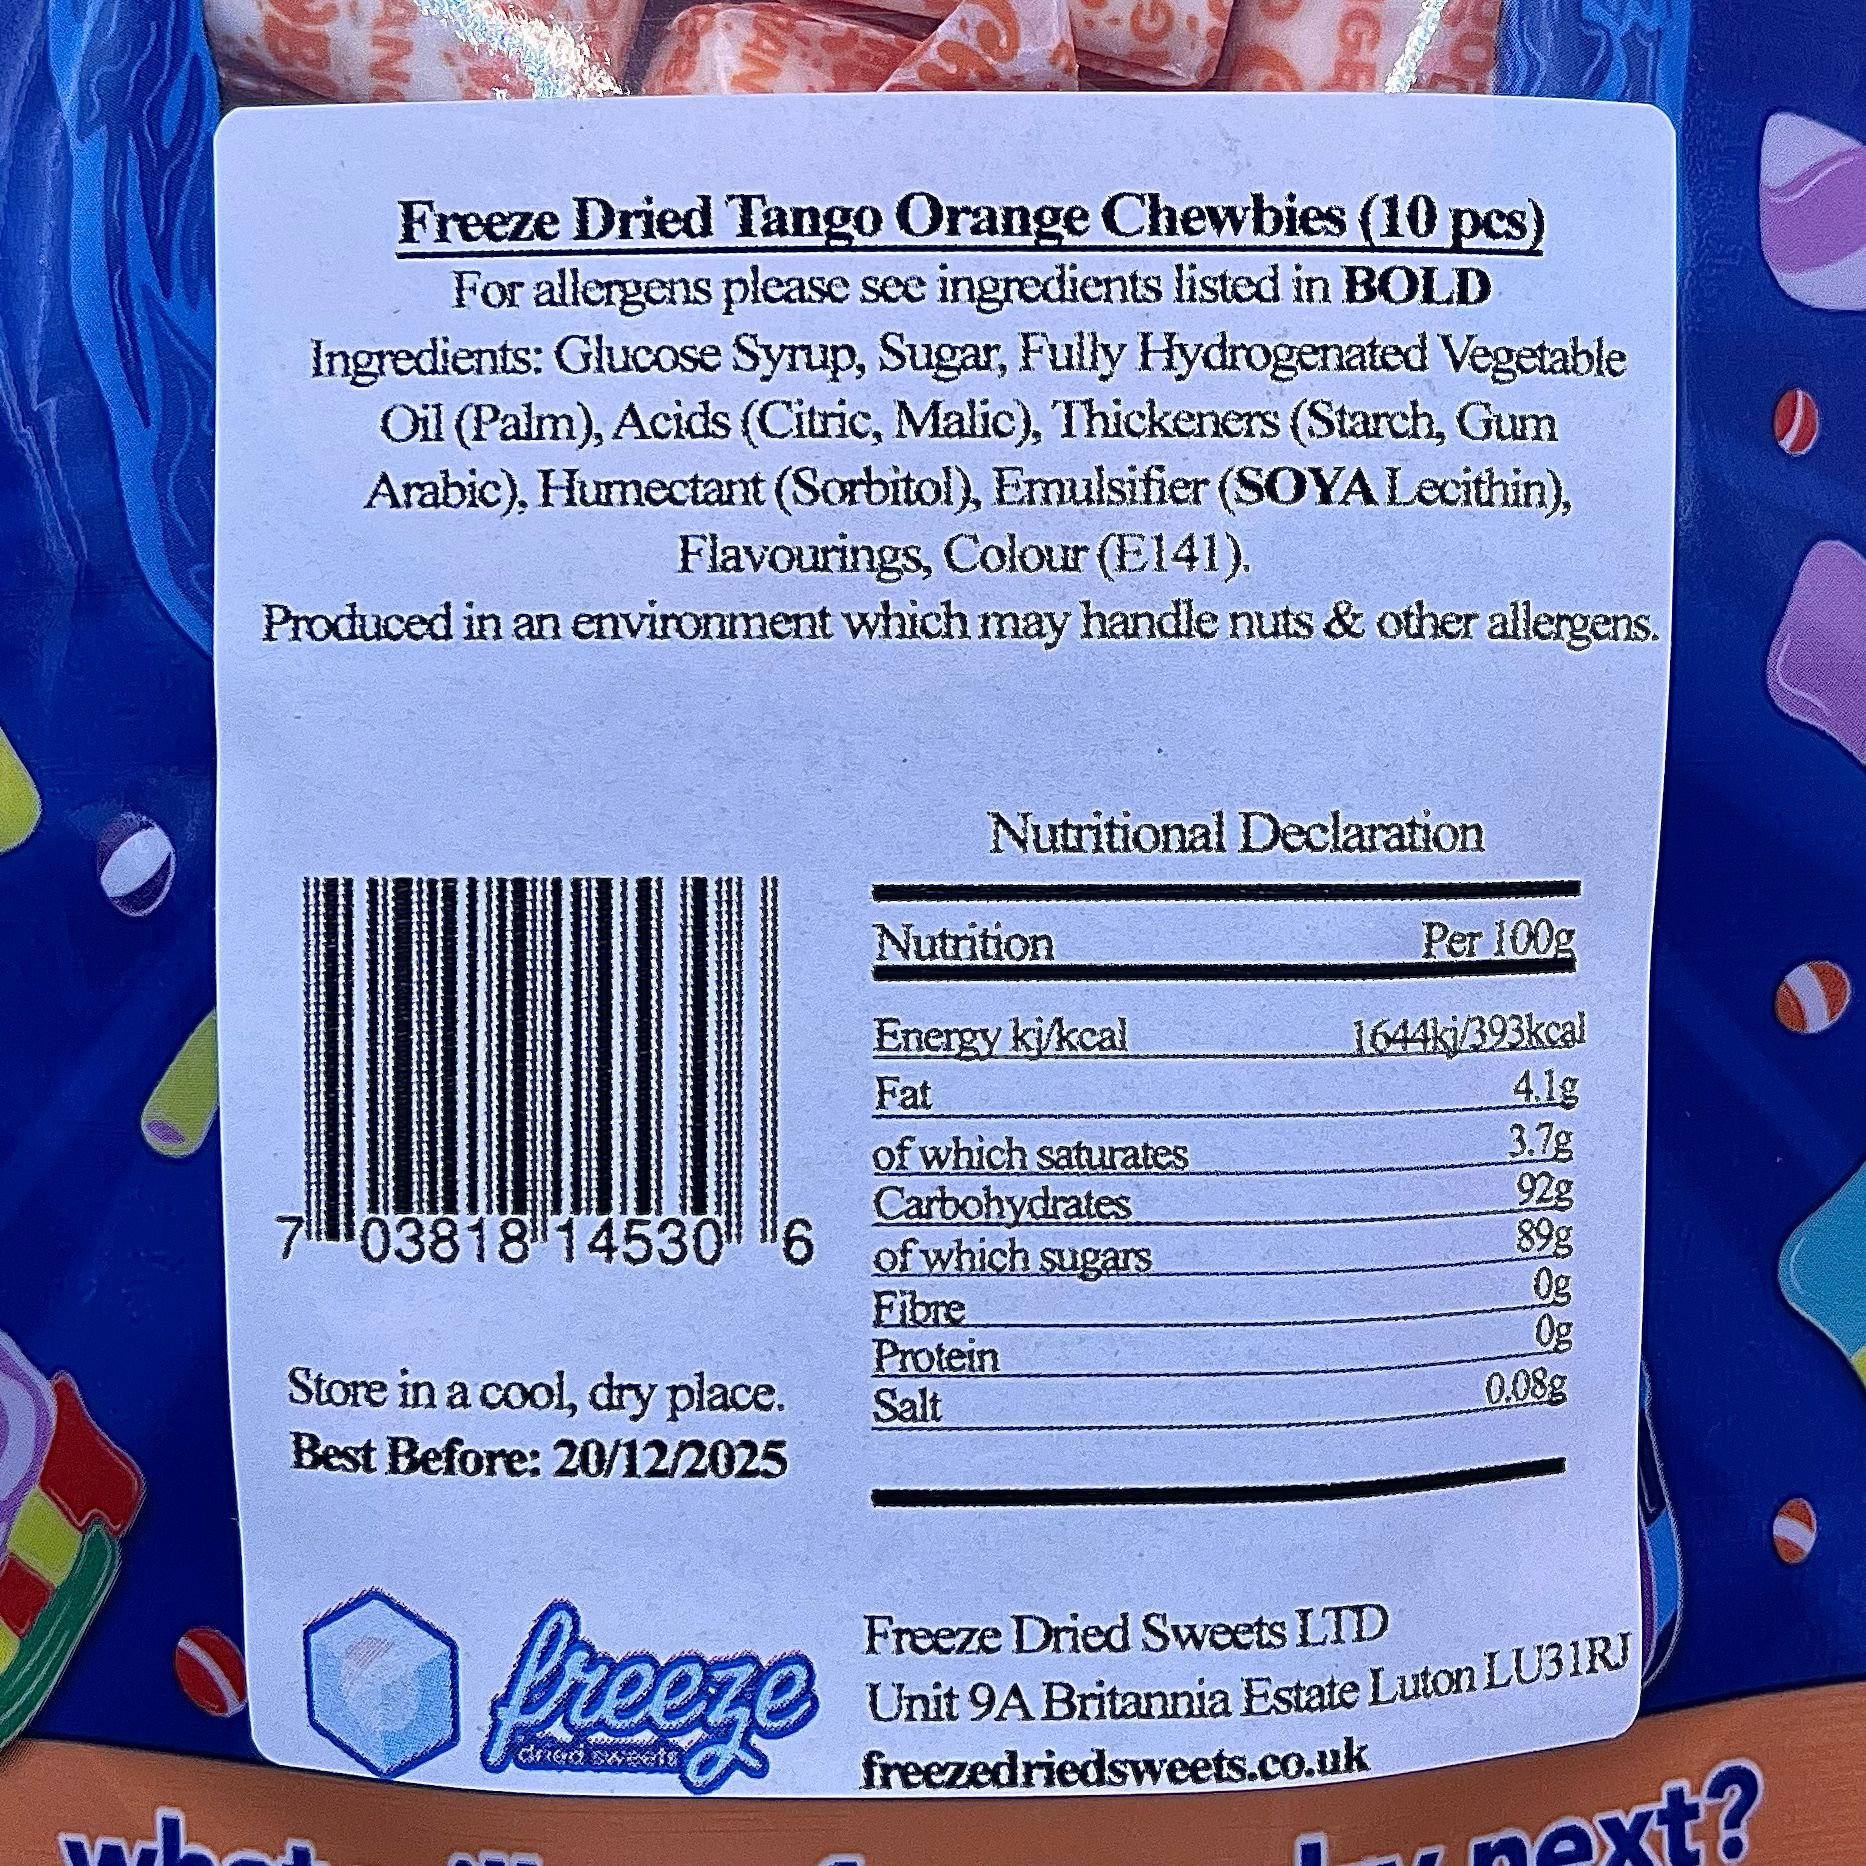 Freeze Dried Tango Orange Chewbies (10 pcs)
For allergens please see ingredients listed in BOLD
Ingredients: Glucose Syrup, Sugar, Fully Hydrogenated Vegetable
Oil (Palm), Acids (Citric, Malic), Thickeners (Starch, Gum
Arabic), Humectant (Sorbitol), Emulsifier (SOYA Lecithin),
Flavourings, Colour (E141).
Produced in an environment which may handle nuts & other allergens.
Nutritional Declaration
Nutrition Per 100g
Energy kj/kcal 1644kj/393kcal
Fat 4.1g
of which saturates 3.7g
Carbohydrates 92g
of which sugars 89g
Fibre 0g
Protein 0g
Salt 0.08g
7 03818 14530 6
Store in a cool, dry place.
Best Before: 20/12/2025
freeze
dried sweets
Freeze Dried Sweets LTD
Unit 9A Britannia Estate Luton LU31RJ
freezedriedsweets.co.uk
next?